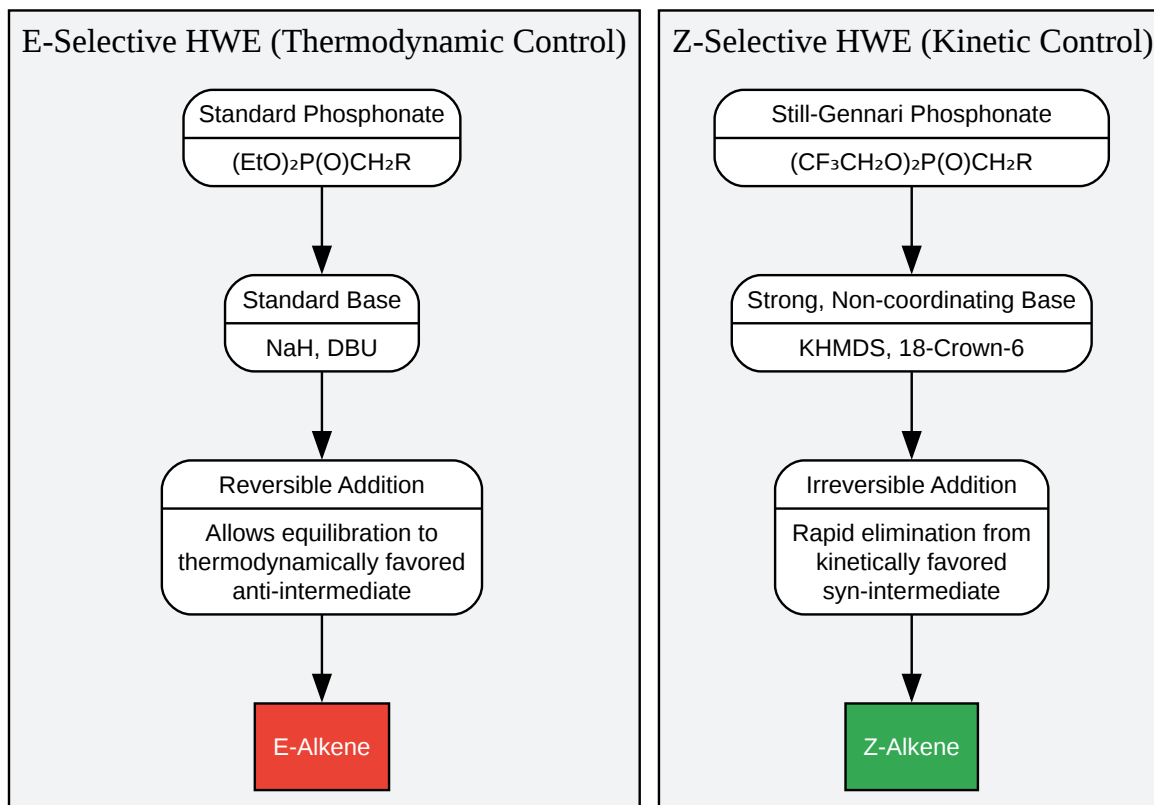 E-Selective HWE (Thermodynamic Control)
Standard Phosphonate
(EtO)₂P(O)CH₂R
Standard Base
NaH, DBU
Reversible Addition
Allows equilibration to
thermodynamically favored
anti-intermediate
E-Alkene
Z-Selective HWE (Kinetic Control)
Still-Gennari Phosphonate
(CF₃CH₂O)₂P(O)CH₂R
Strong, Non-coordinating Base
KHMDS, 18-Crown-6
Irreversible Addition
Rapid elimination from
kinetically favored
syn-intermediate
Z-Alkene